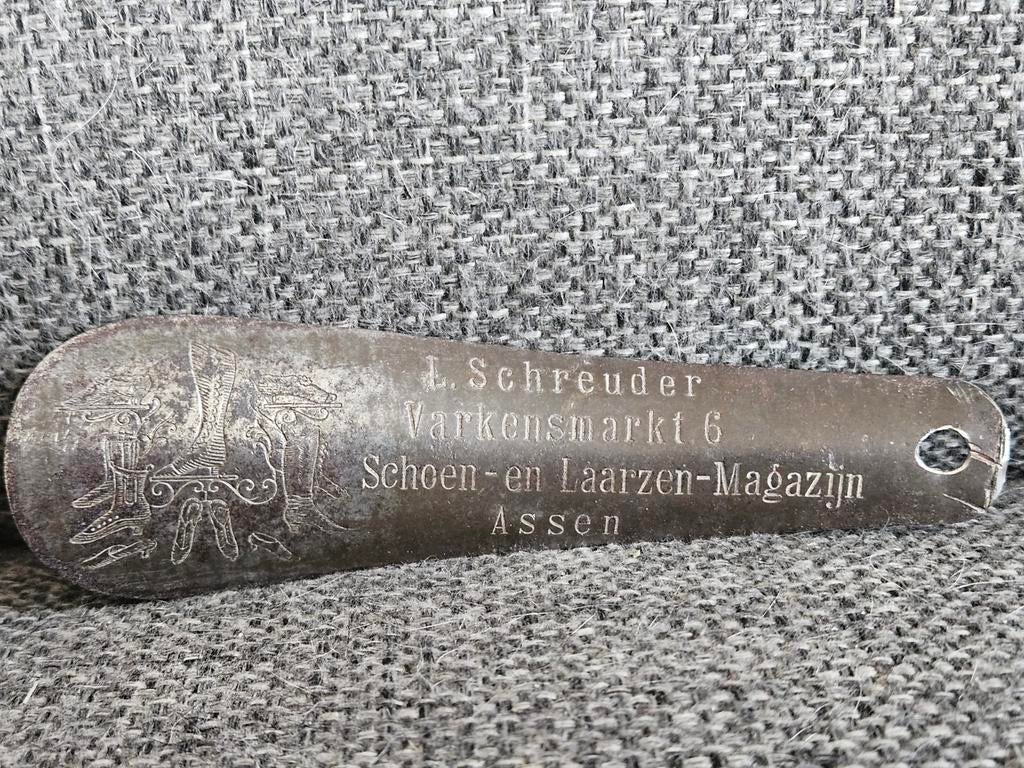 L. Schreuder
Varkensmarkt 6
Schoen- en Laarzen-Magazijn
Assen